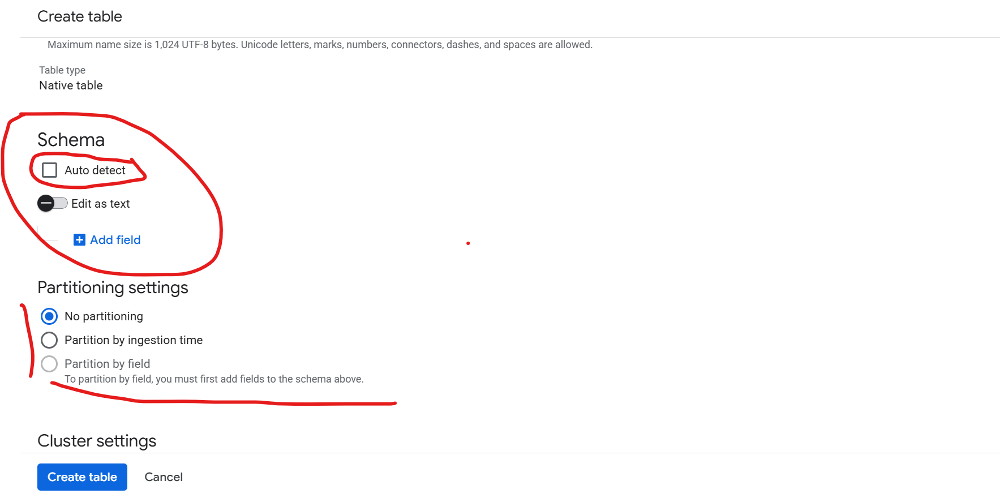 Create table
Maximum name size is 1,024 UTF-8 bytes. Unicode letters, marks, numbers, connectors, dashes, and spaces are allowed.
Table type
Native table
Schema
Auto detect
Edit as text
Add field
Partitioning settings
No partitioning
Partition by ingestion time
Partition by field
To partition by field, you must first add fields to the schema above.
Cluster settings
Create table Cancel